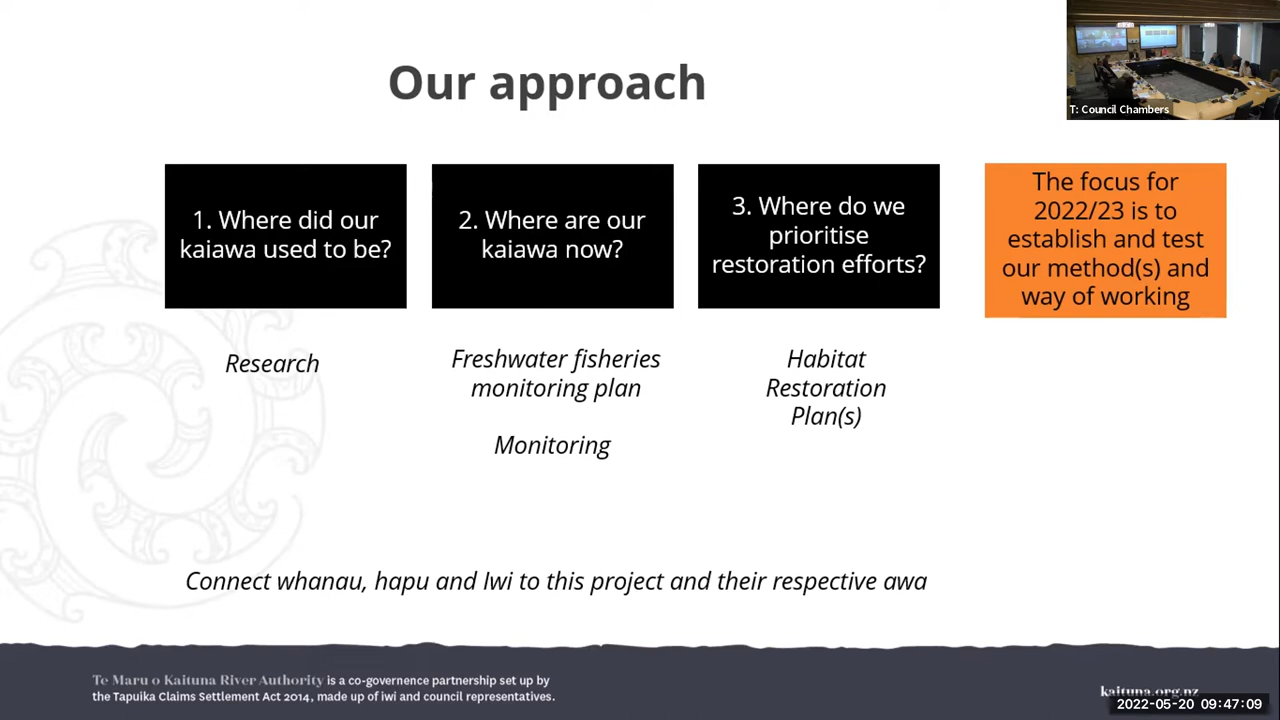 Our approach
T: Council Chambers
1. Where did our
kaiawa used to be?
2. Where are our
kaiawa now?
3. Where do we
prioritise
restoration efforts?
The focus for
2022/23 is to
establish and test
our method(s) and
way of working
Research
Freshwater fisheries
monitoring plan
Monitoring
Habitat
Restoration
Plan(s)
Connect whanau, hapu and Iwi to this project and their respective awa
Te Maru o Kaituna River Authority is a co-governence partnership set up by
the Tapuika Claims Settlement Act 2014, made up of iwi and council representatives.
kaituna.org.nz
2022-05-20 09:47:09